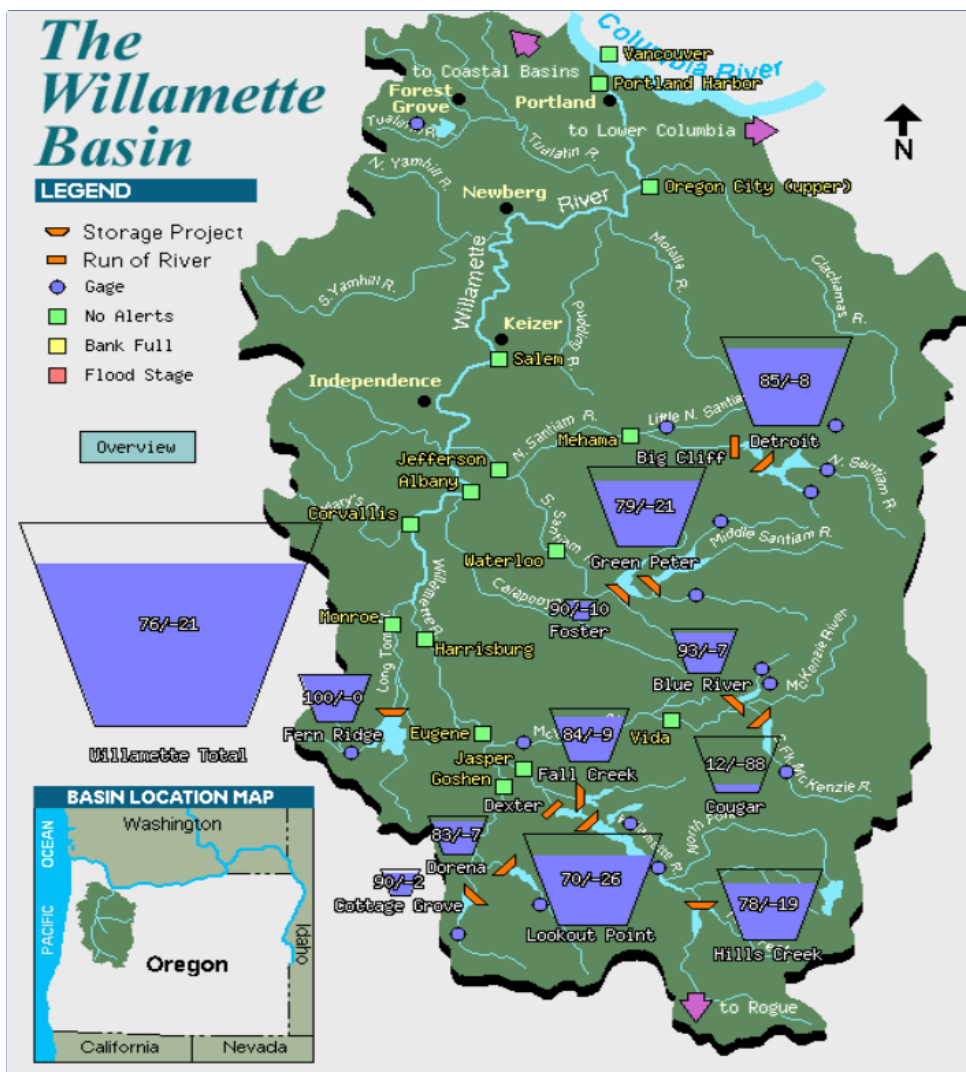 The
Willamette
Basin
LEGEND
Storage Project
Run of River
Gage
No Alerts
Bank Full
Flood Stage
Overview
Columbia River
Vancouver
to Coastal Basins
Portland Harbor
Forest
Grove
Portland
to Lower Columbia
N
Tualatin R.
Tualatin R.
N. Yamhill R.
Newberg
River
Oregon City (upper)
Willamette
Molalla R.
Clackamas R.
S. Yamhill R.
Pudding R.
Keizer
Salem
Independence
85/-8
Detroit
Little N. Santi
N. Santiam R.
Mehama
Big Cliff
N. Santiam R.
Jefferson
Albany
79/-21
Green Peter
Mary's
Corvallis
S. Santiam
Middle Santiam R.
Waterloo
76/-21
Willamette Total
Calapoo
90/-10
Foster
Willamette R.
Monroe
Harrisburg
Long Tom
93/-7
Blue River
McKenzie River
100/-0
Fern Ridge
Eugene
84/-9
Fall Creek
Vida
12/-88
Cougar
McKenzie R.
Jasper
Goshen
Dexter
83/-7
Dorena
90/-2
Cottage Grove
70/-26
Lookout Point
North Fork
78/-19
Hills Creek
to Rogue
BASIN LOCATION MAP
Washington
PACIFIC OCEAN
Oregon
Idaho
California
Nevada